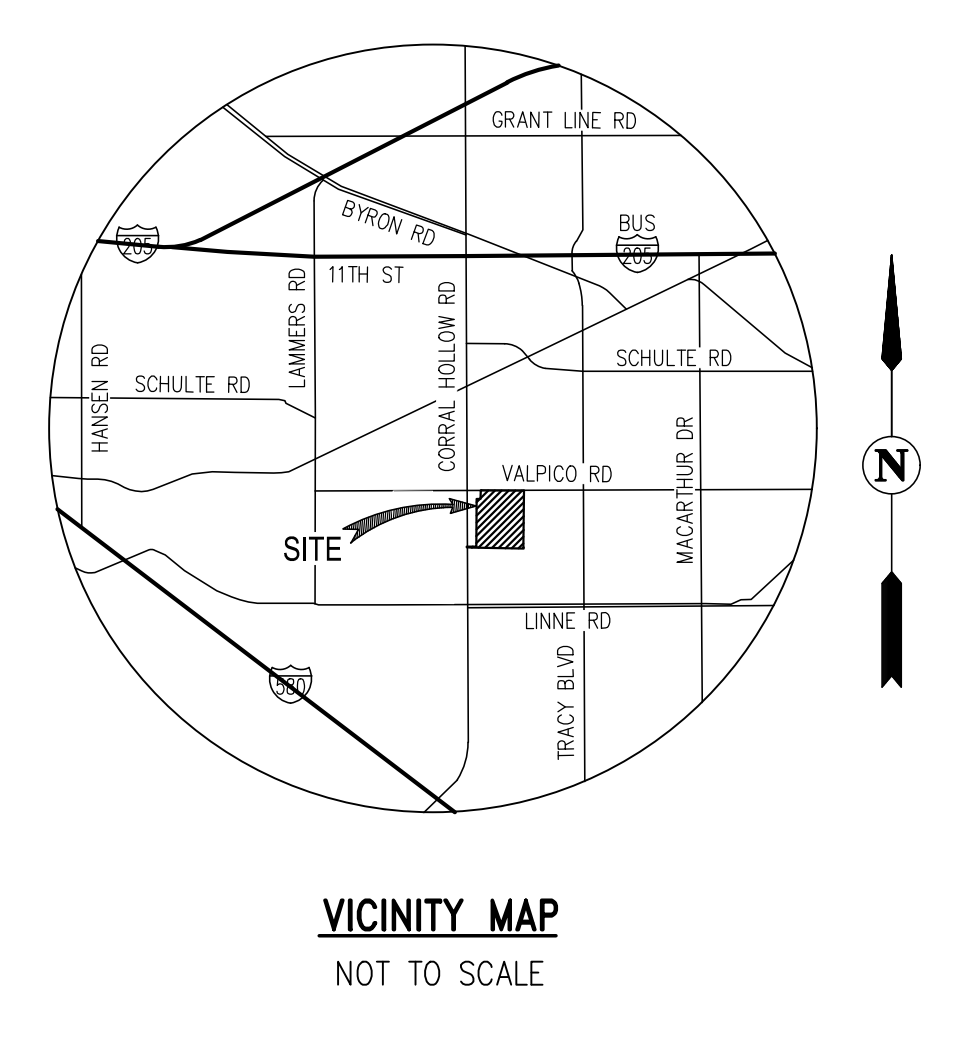 GRANT LINE RD
BYRON RD
BUS
205
205
11TH ST
LAMMERS RD
CORRAL HOLLOW RD
HANSEN RD
SCHULTE RD
SCHULTE RD
MACARTHUR DR
VALPICO RD
N
SITE
LINNE RD
TRACY BLVD
580
VICINITY MAP
NOT TO SCALE